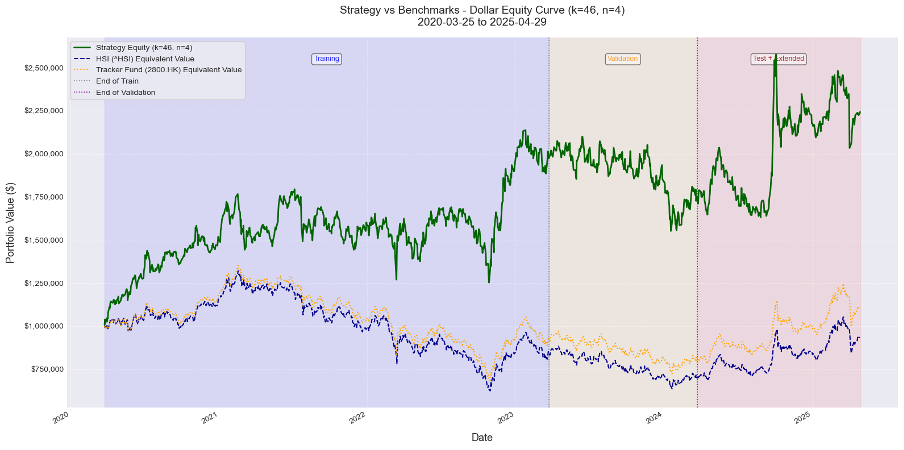 Strategy vs Benchmarks - Dollar Equity Curve (k=46, n=4)
2020-03-25 to 2025-04-29
Strategy Equity (k=46, n=4)
HSI (^HSI) Equivalent Value
Tracker Fund (2800.HK) Equivalent Value
End of Train
End of Validation
Training
Validation
Test + Extended
Portfolio Value ($)
$2,500,000
$2,250,000
$2,000,000
$1,750,000
$1,500,000
$1,250,000
$1,000,000
$750,000
2020
2021
2022
2023
2024
2025
Date